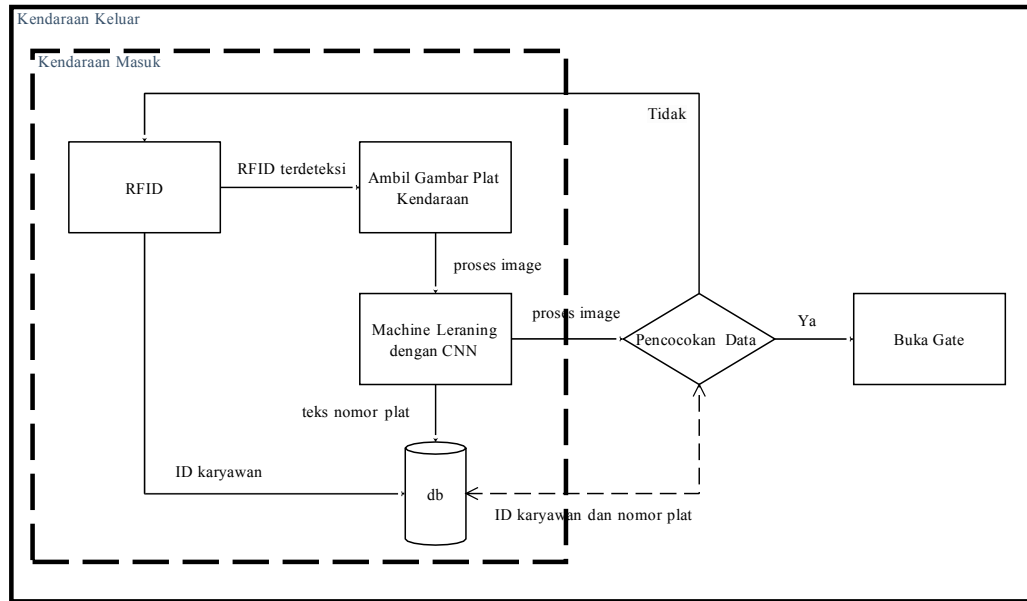 Kendaraan Keluar
Kendaraan Masuk
Tidak
RFID
RFID terdeteksi
Ambil Gambar Plat
Kendaraan
proses image
Machine Leraning
dengan CNN
proses image
Pencocokan Data
Ya
Buka Gate
teks nomor plat
ID karyawan
db
ID karyawan dan nomor plat